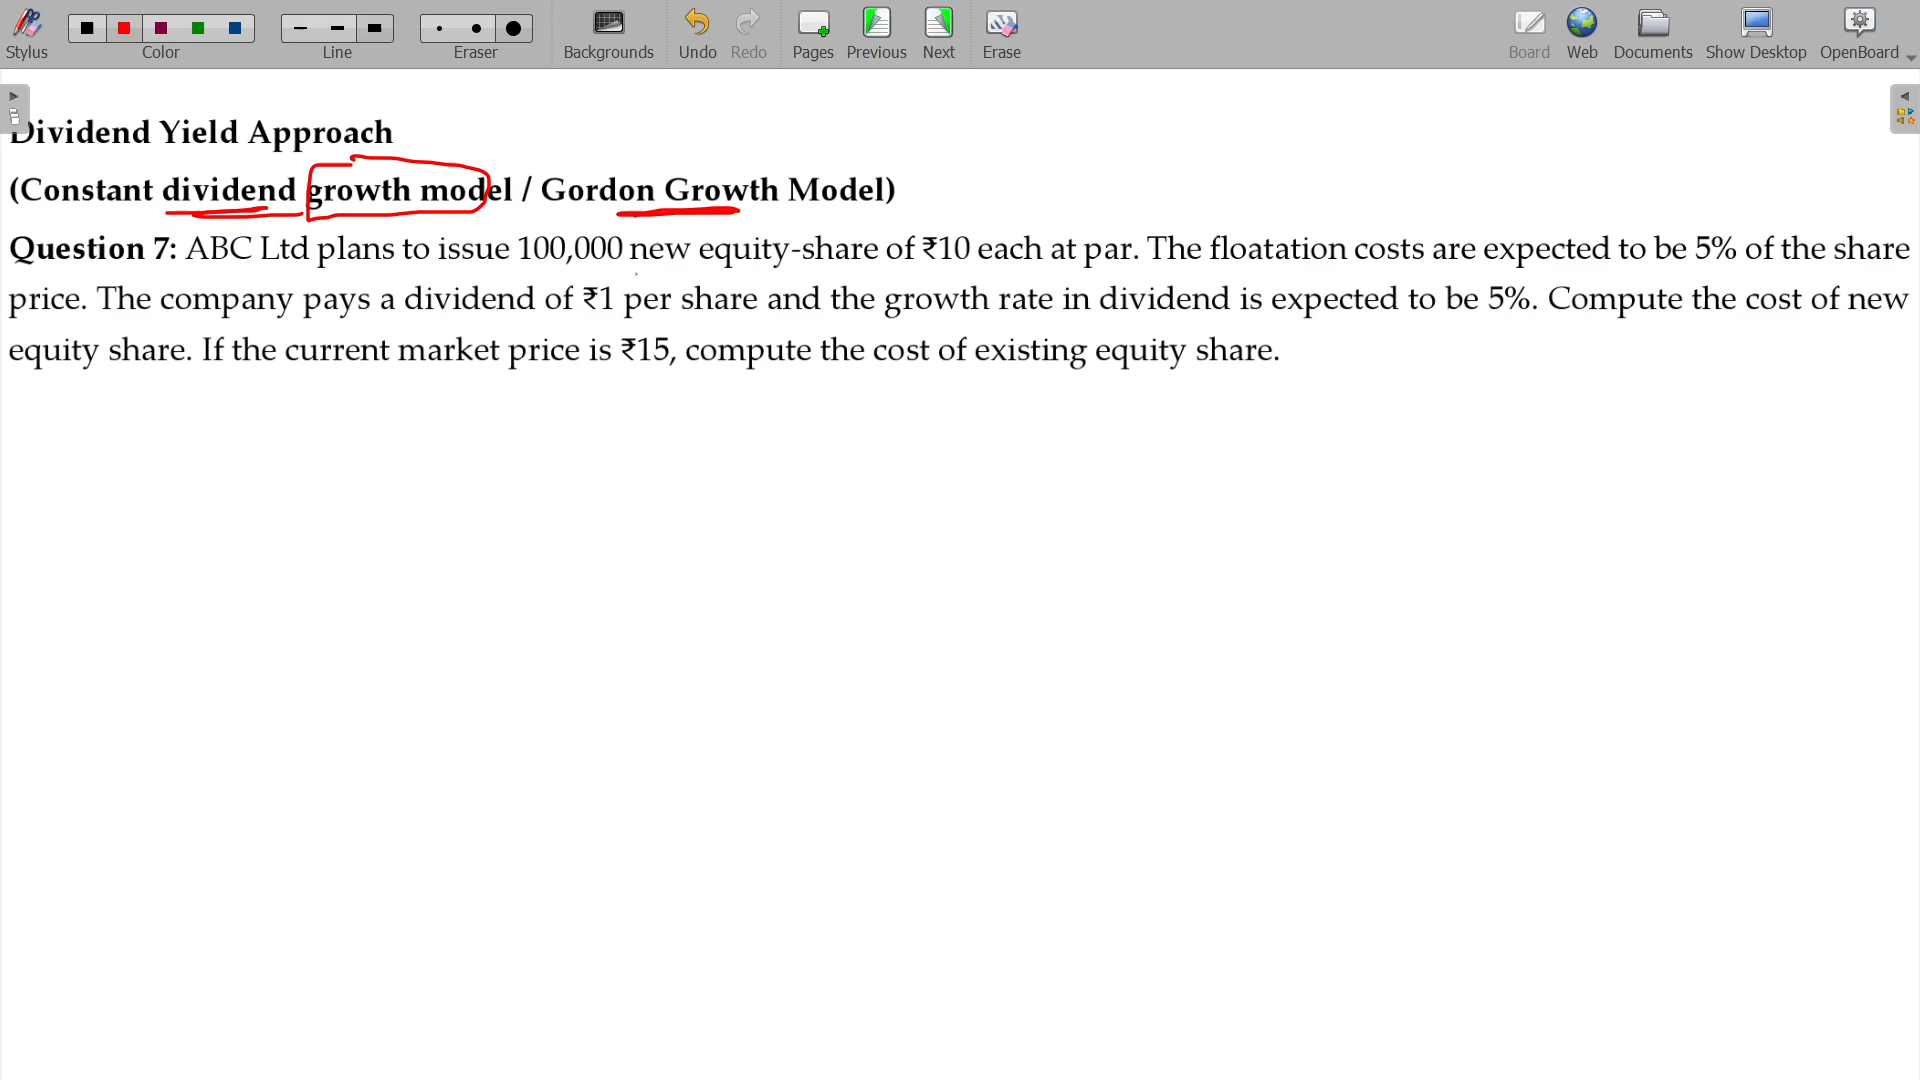 Stylus Color Line Eraser Backgrounds Undo Redo Pages Previous Next Erase Board Web Documents Show Desktop OpenBoard
Dividend Yield Approach
(Constant dividend growth model / Gordon Growth Model)
Question 7: ABC Ltd plans to issue 100,000 new equity-share of ₹10 each at par. The floatation costs are expected to be 5% of the share
price. The company pays a dividend of ₹1 per share and the growth rate in dividend is expected to be 5%. Compute the cost of new
equity share. If the current market price is ₹15, compute the cost of existing equity share.